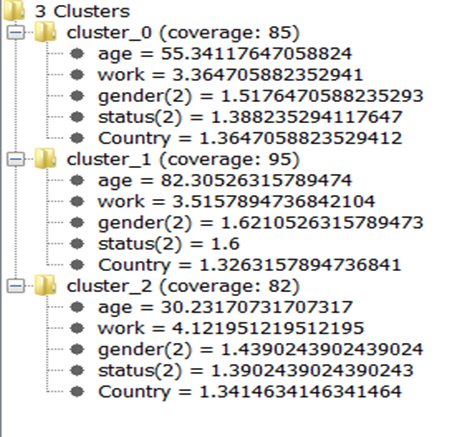 3 Clusters
cluster_0 (coverage: 85)
age = 55.34117647058824
work = 3.364705882352941
gender(2) = 1.5176470588235293
status(2) = 1.388235294117647
Country = 1.3647058823529412
cluster_1 (coverage: 95)
age = 82.30526315789474
work = 3.5157894736842104
gender(2) = 1.6210526315789473
status(2) = 1.6
Country = 1.3263157894736841
cluster_2 (coverage: 82)
age = 30.23170731707317
work = 4.121951219512195
gender(2) = 1.4390243902439024
status(2) = 1.3902439024390243
Country = 1.3414634146341464